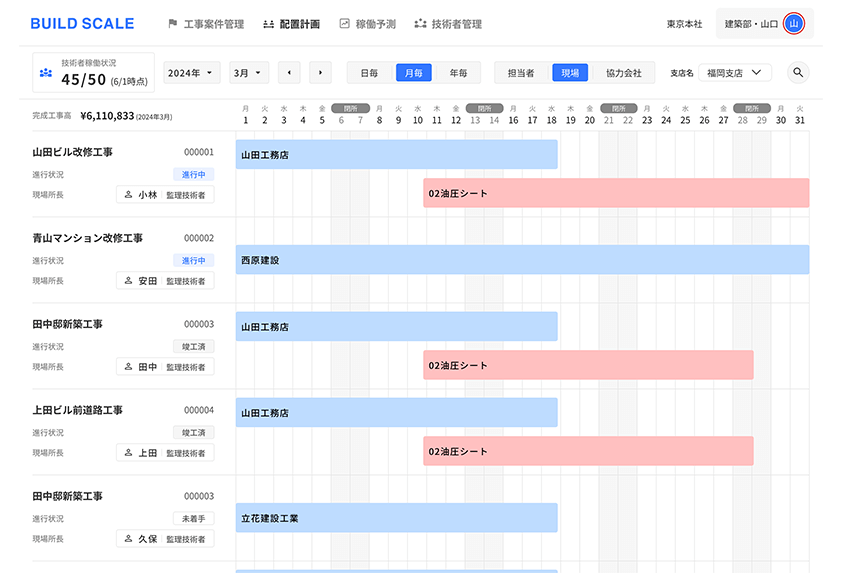 BUILD SCALE 工事案件管理 配置計画 稼働予測 技術者管理 東京本社 建築部・山口 山
技術者稼働状況
45/50 (6/1時点) 2024年 3月 日毎 月毎 年毎 担当者 現場 協力会社 支店名 福岡支店
月 火 水 木 金 閉所 月 火 水 木 金 閉所 月 火 水 木 金 閉所 月 火 水 木 金 閉所 月 火
完成工事高 ¥6,110,833 (2024年3月) 1 2 3 4 5 6 7 8 9 10 11 12 13 14 16 17 18 19 20 21 22 23 24 25 26 27 28 29 30 31
山田ビル改修工事 000001 山田工務店
進行状況 進行中
現場所長 小林 監理技術者 02油圧シート
青山マンション改修工事 000002
進行状況 進行中 西原建設
現場所長 安田 監理技術者
田中邸新築工事 000003 山田工務店
進行状況 竣工済
現場所長 田中 監理技術者 02油圧シート
上田ビル前道路工事 000004 山田工務店
進行状況 竣工済
現場所長 上田 監理技術者 02油圧シート
田中邸新築工事 000003
進行状況 未着手 立花建設工業
現場所長 久保 監理技術者